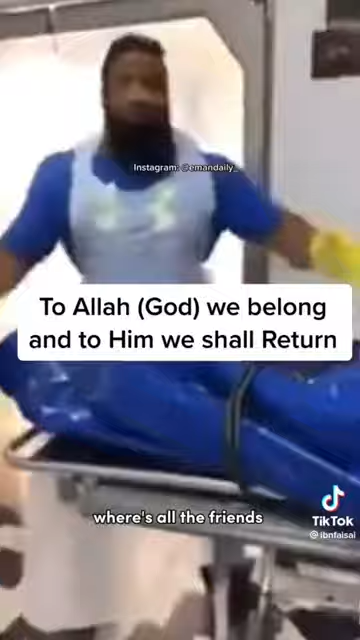 Instagram: @emandaily_
To Allah (God) we belong
and to Him we shall Return
where's all the friends
TikTok
@ibnfaisal